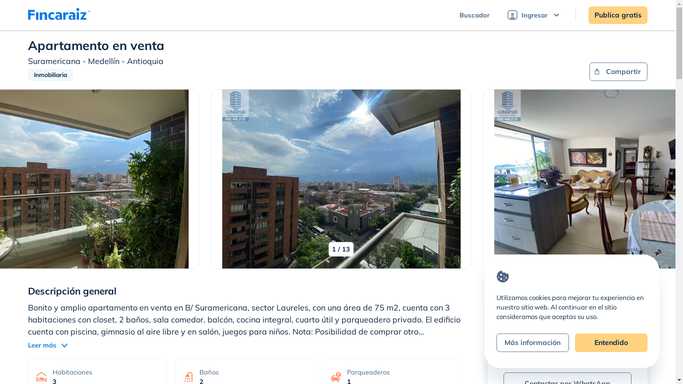 Fincaraiz
Buscador
Ingresar
Publica gratis
Apartamento en venta
Suramericana - Medellín - Antioquia
Inmobiliaria
Compartir
1 / 13
Descripción general
Bonito y amplio apartamento en venta en B/ Suramericana, sector Laureles, con una área de 75 m2, cuenta con 3
habitaciones con closet, 2 baños, sala comedor, balcón, cocina integral, cuarto útil y parqueadero privado. El edificio
cuenta con piscina, gimnasio al aire libre y en salón, juegos para niños. Nota: Posibilidad de comprar otro...
Leer más
Habitaciones
3
Baños
2
Parqueaderos
1
Utilizamos cookies para mejorar tu experiencia en
nuestro sitio web. Al continuar en el sitio
consideramos que aceptas su uso.
Más información
Entendido
Contactar por WhatsApp